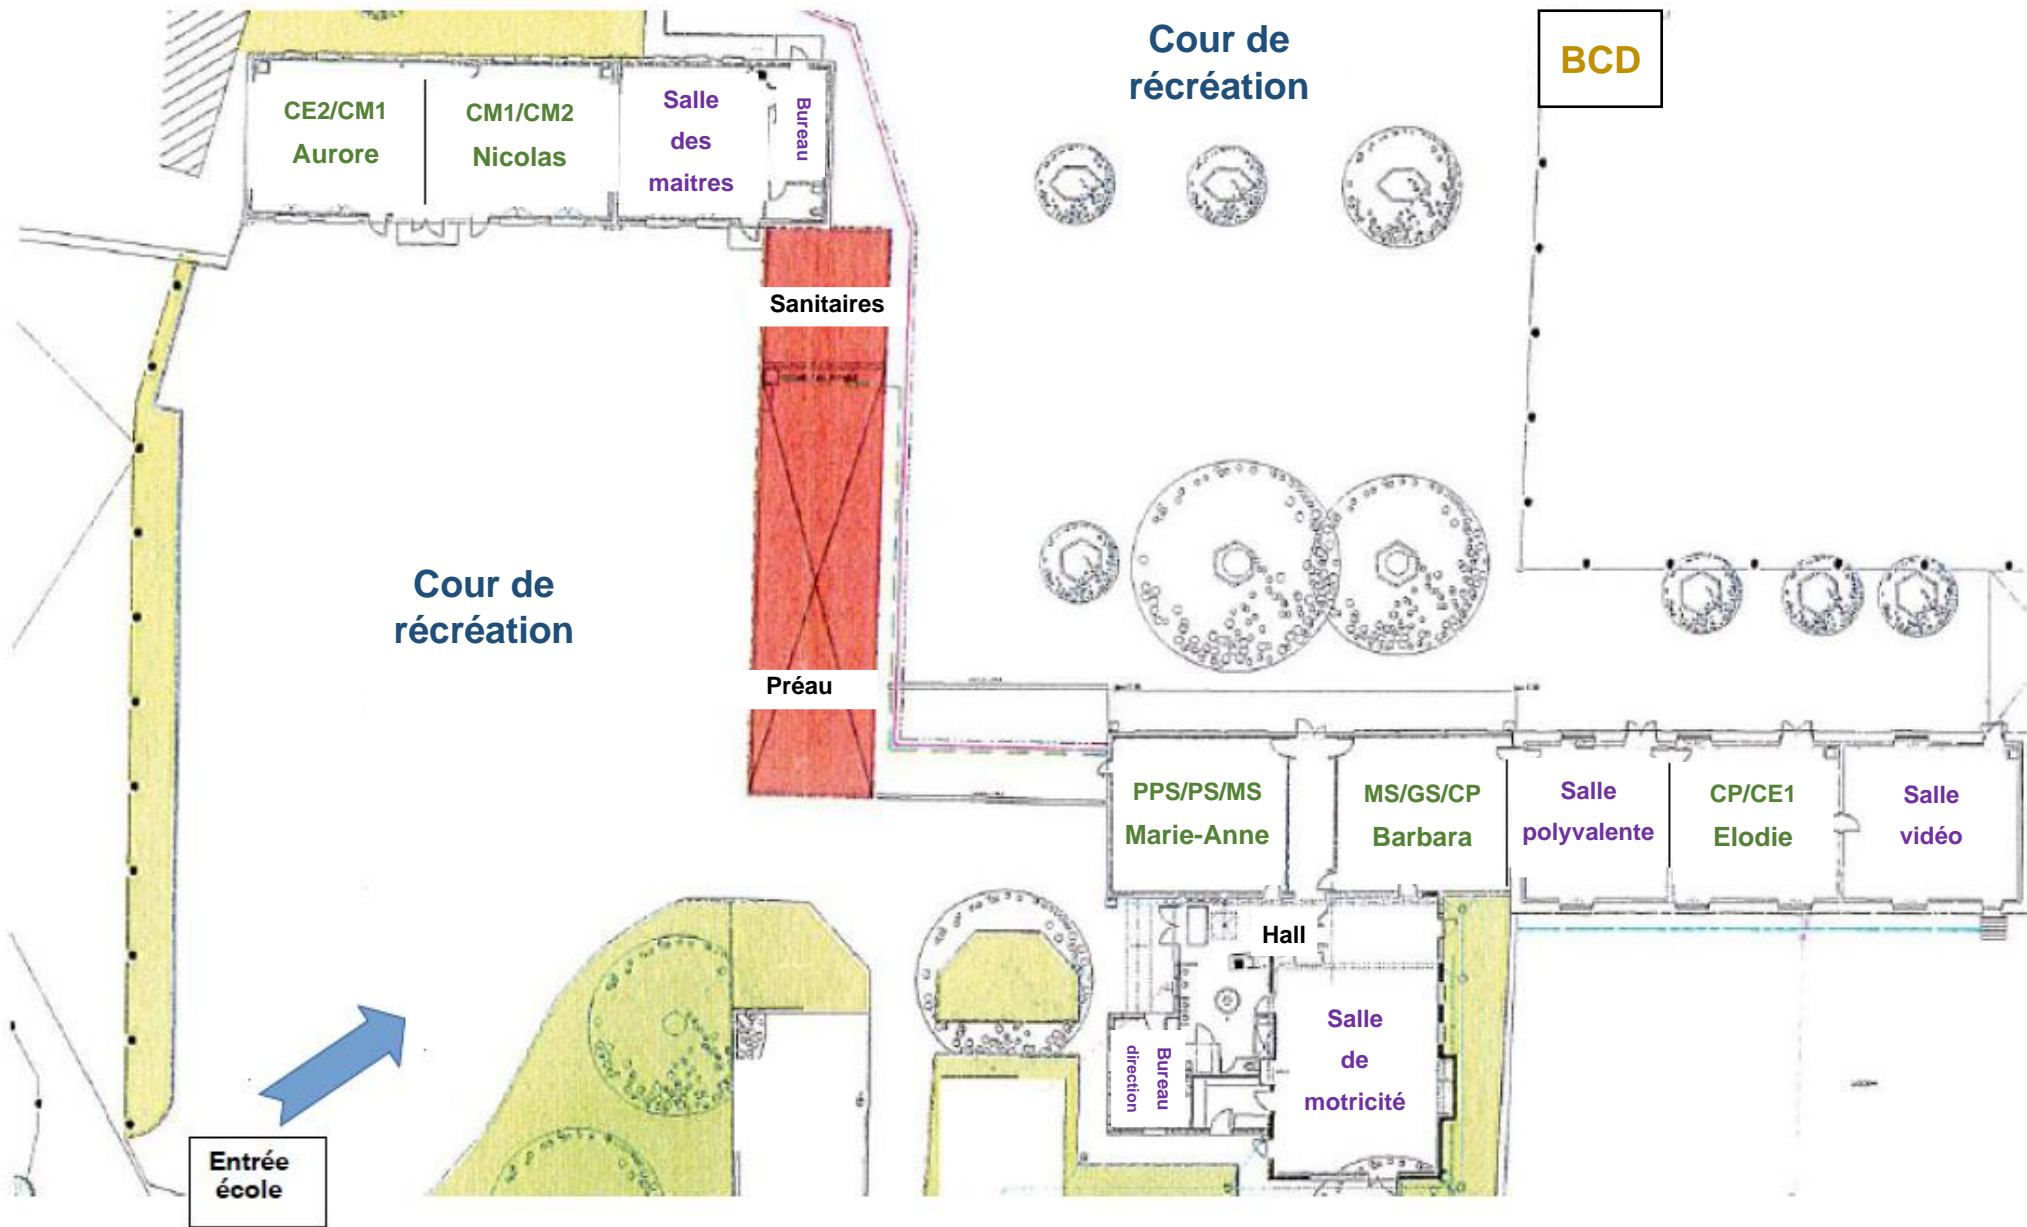 Cour de
récréation
BCD
CE2/CM1
Aurore
CM1/CM2
Nicolas
Salle
des
maitres
Bureau
Sanitaires
Cour de
récréation
Préau
PPS/PS/MS
Marie-Anne
MS/GS/CP
Barbara
Salle
polyvalente
CP/CE1
Elodie
Salle
vidéo
Hall
Bureau
direction
Salle
de
motricité
Entrée
école